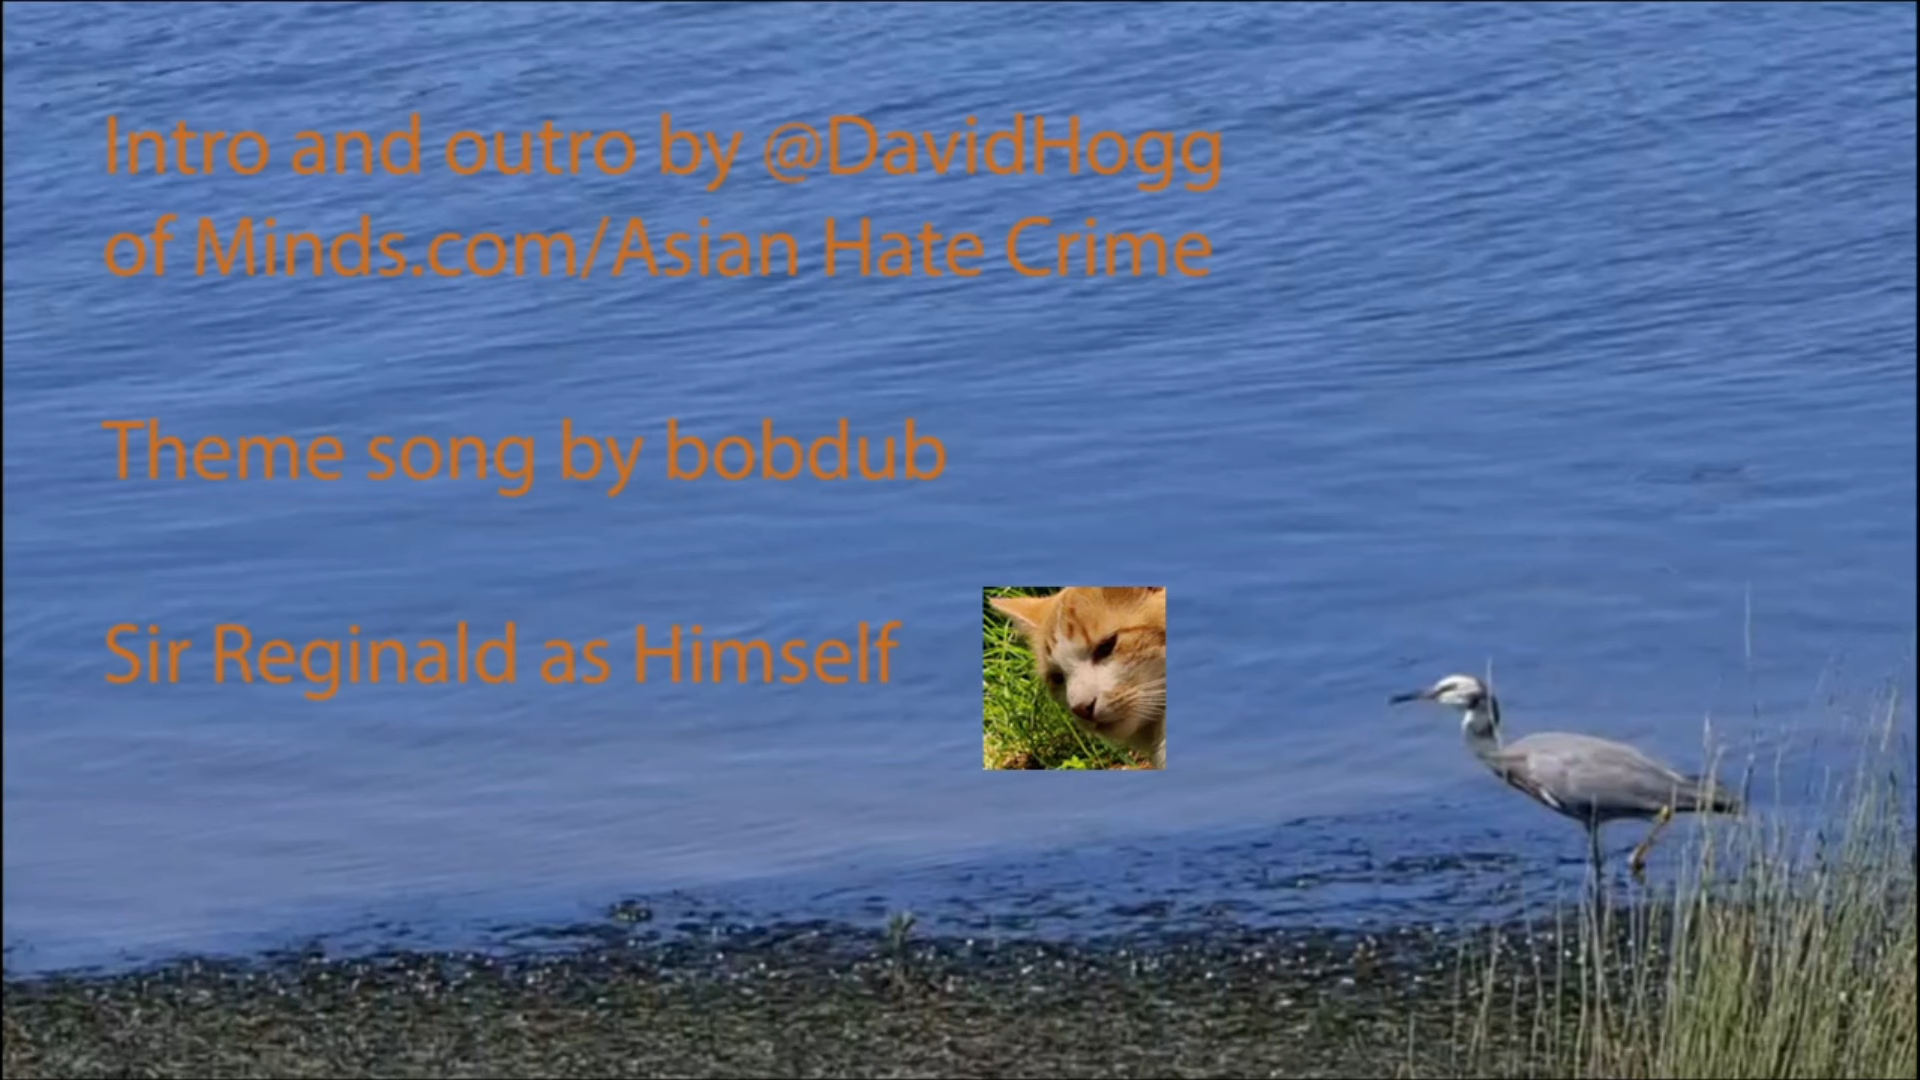 Intro and outro by @DavidHogg
of Minds.com/Asian Hate Crime
Theme song by bobdub
Sir Reginald as Himself